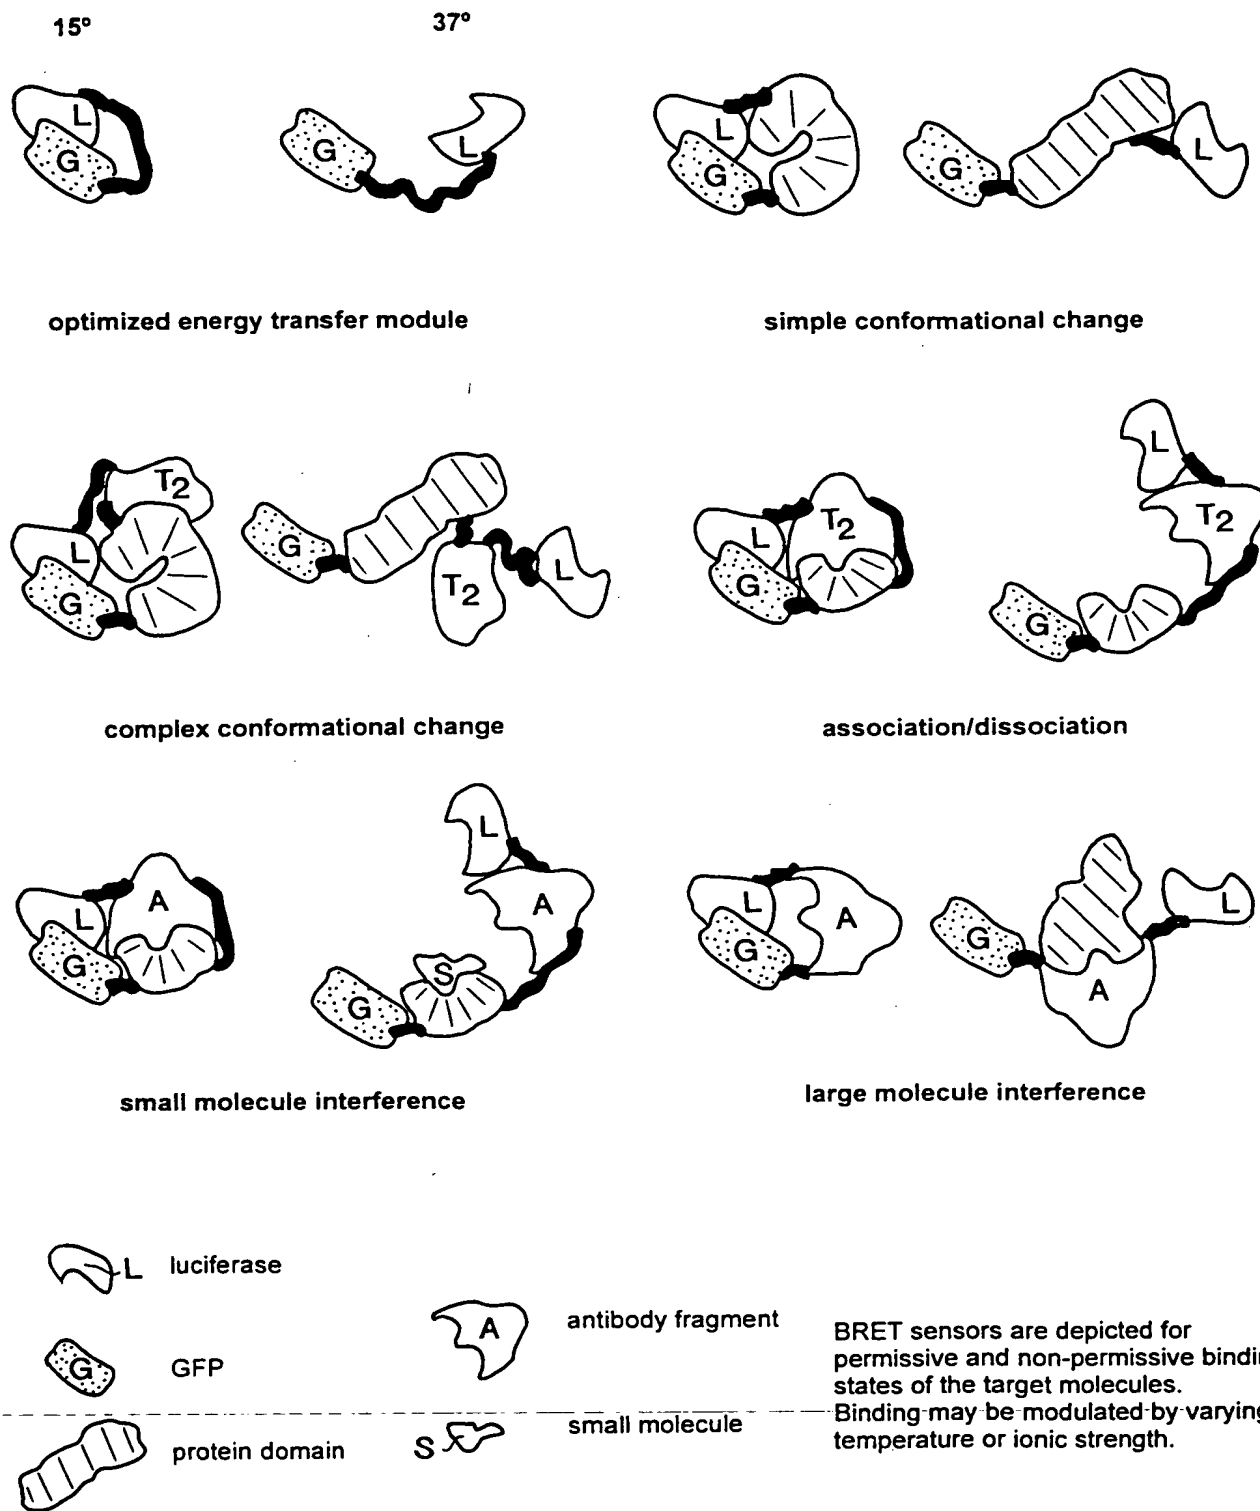 15°
37°
L
G
G
L
L
G
G
L
optimized energy transfer module
simple conformational change
T2
L
G
G
T2
L
T2
L
G
L
T2
G
complex conformational change
association/dissociation
A
L
G
L
A
S
G
L
A
G
G
L
A
small molecule interference
large molecule interference
L luciferase
G GFP
protein domain
A antibody fragment
S small molecule
BRET sensors are depicted for
permissive and non-permissive bindin
states of the target molecules.
Binding may be modulated by varying
temperature or ionic strength.